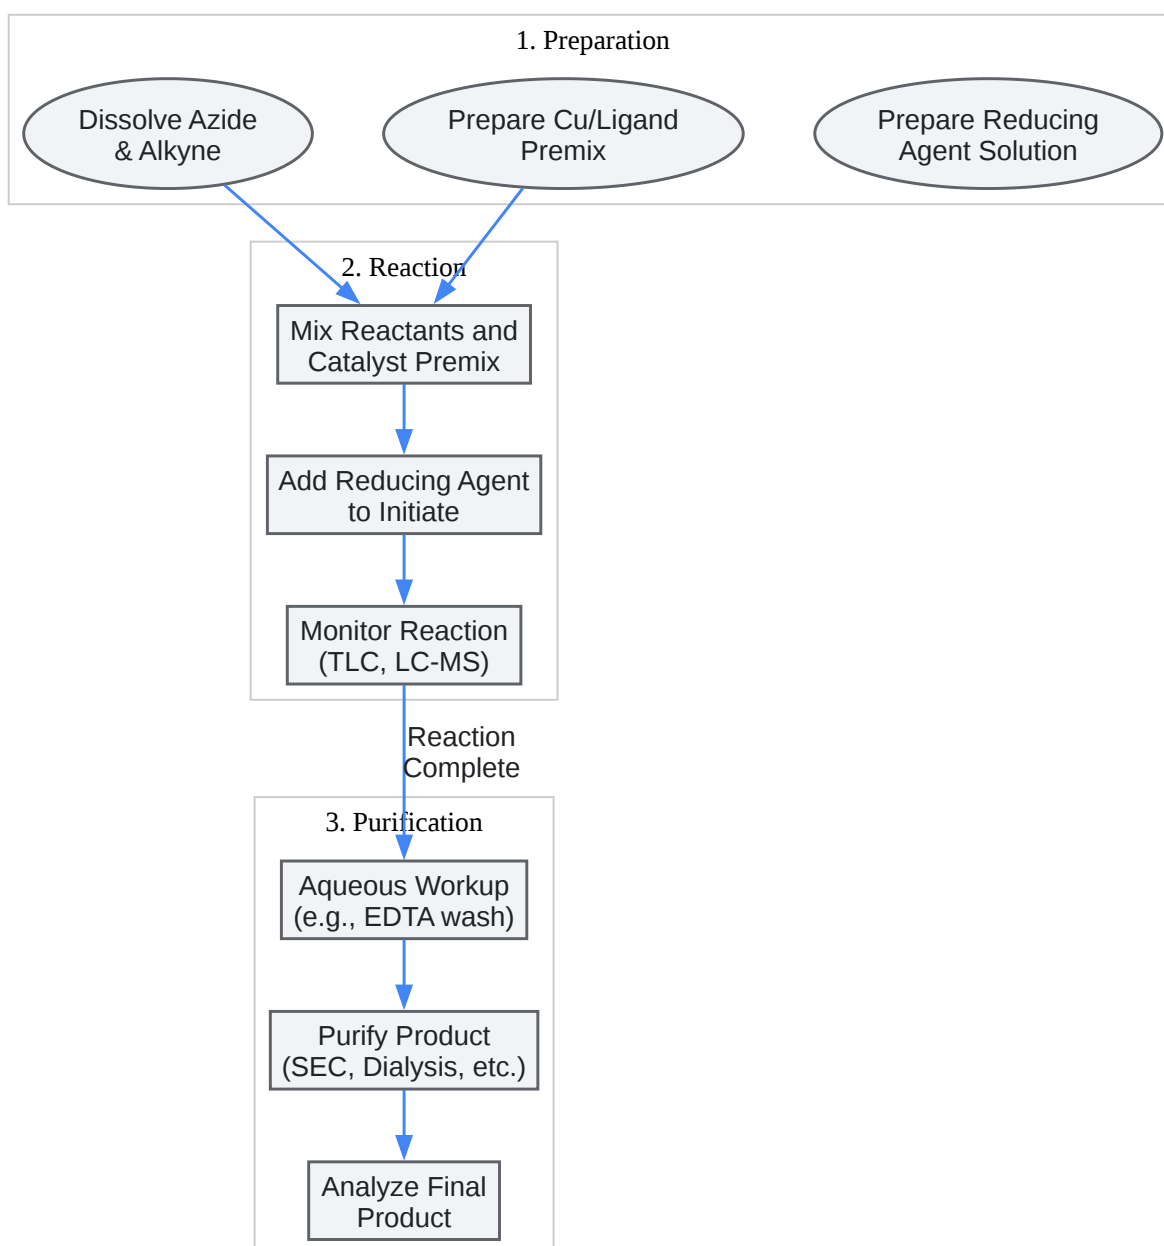 1. Preparation
Dissolve Azide
& Alkyne
Prepare Cu/Ligand
Premix
Prepare Reducing
Agent Solution
2. Reaction
Mix Reactants and
Catalyst Premix
Add Reducing Agent
to Initiate
Monitor Reaction
(TLC, LC-MS)
Reaction
Complete
3. Purification
Aqueous Workup
(e.g., EDTA wash)
Purify Product
(SEC, Dialysis, etc.)
Analyze Final
Product